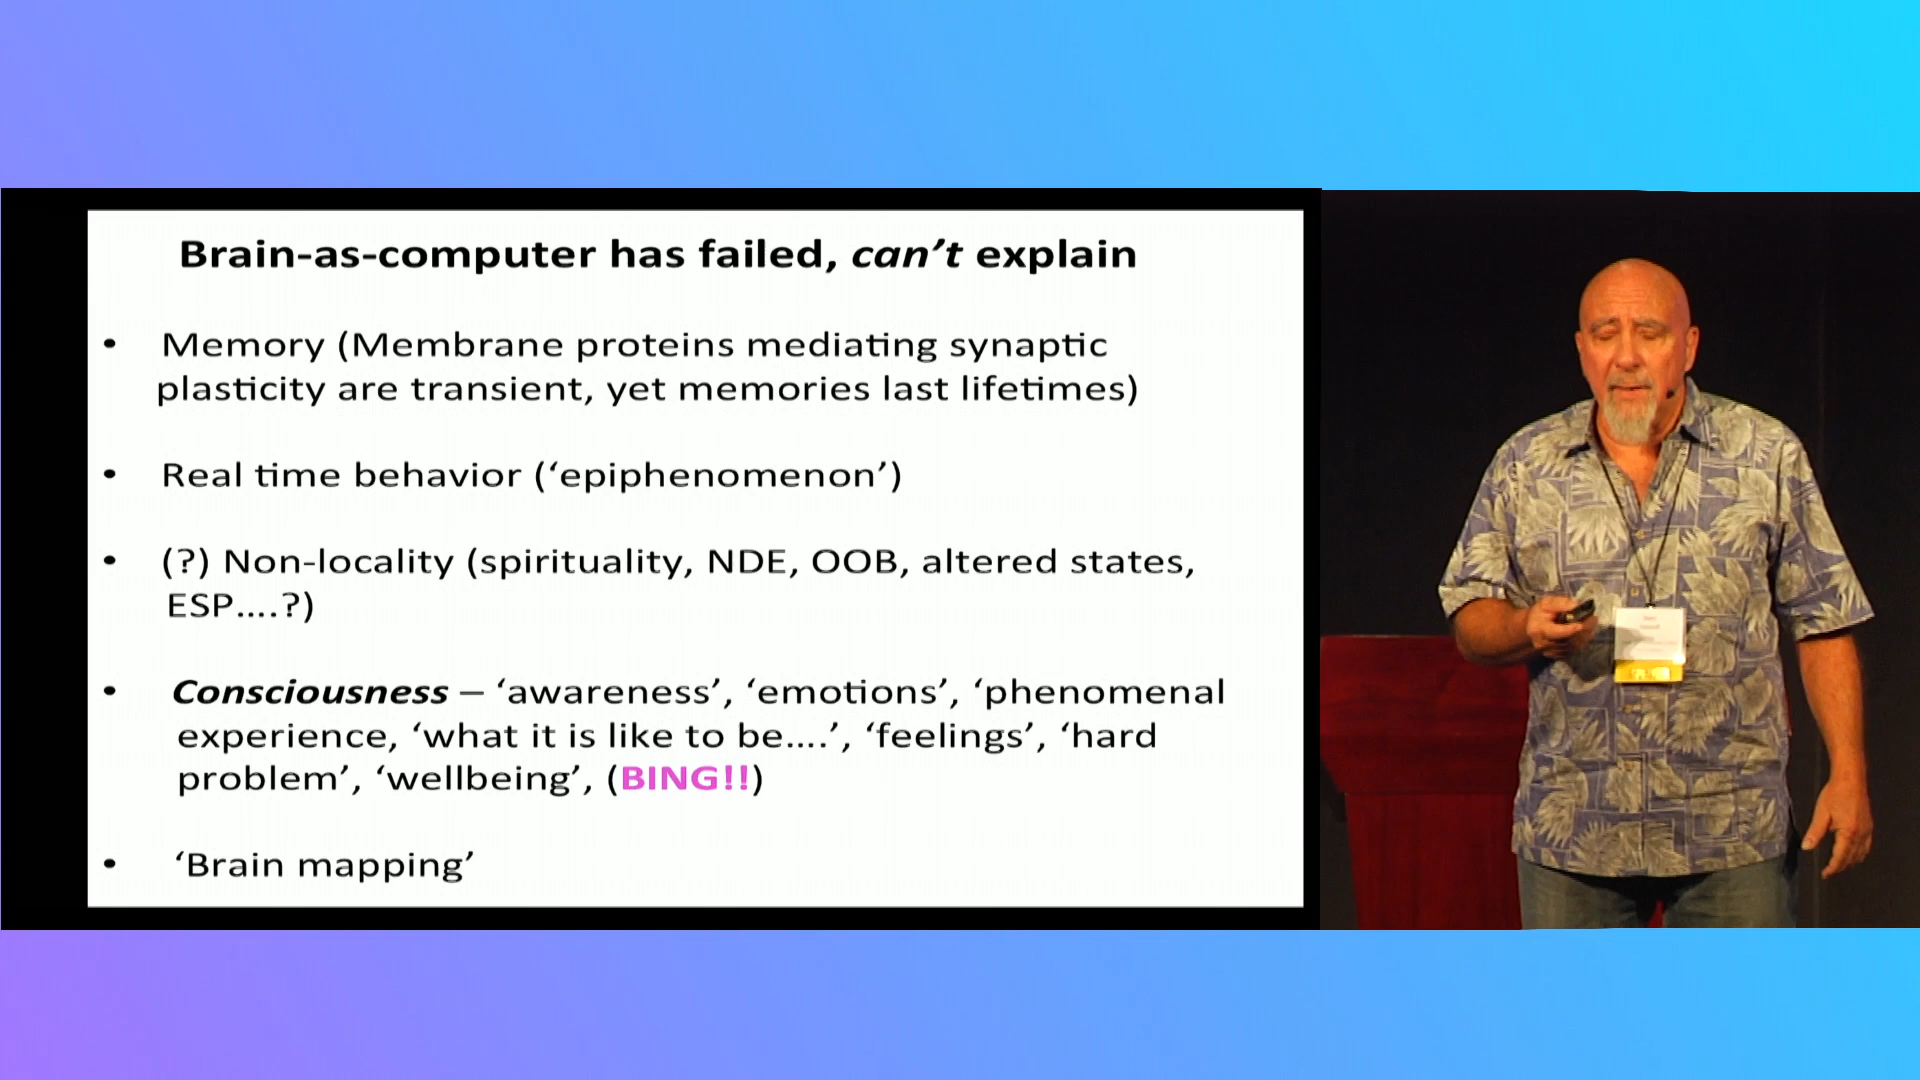 Brain-as-computer has failed, can’t explain
• Memory (Membrane proteins mediating synaptic
plasticity are transient, yet memories last lifetimes)
• Real time behavior (‘epiphenomenon’)
• (?) Non-locality (spirituality, NDE, OOB, altered states,
ESP....?)
• Consciousness – ‘awareness’, ‘emotions’, ‘phenomenal
experience, ‘what it is like to be....’, ‘feelings’, ‘hard
problem’, ‘wellbeing’, (BING!!)
• ‘Brain mapping’